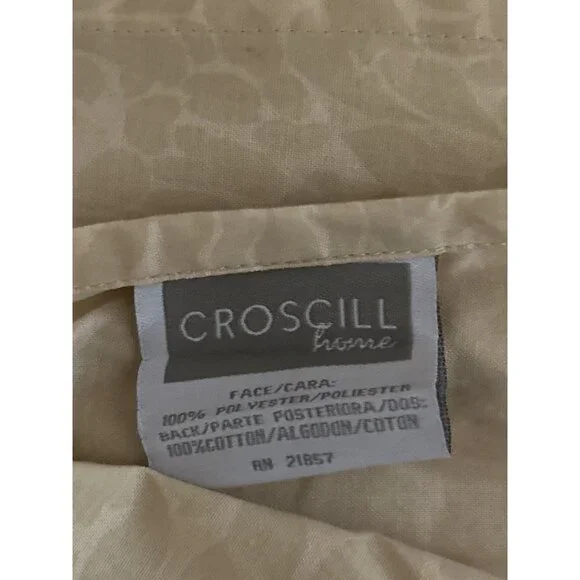 CROSCILL
home
FACE/CARA:
100% POLYESTER/POLIESTER
BACK/PARTE POSTERIORA/DOS:
100%COTTON/ALGODON/COTON
RN 21857